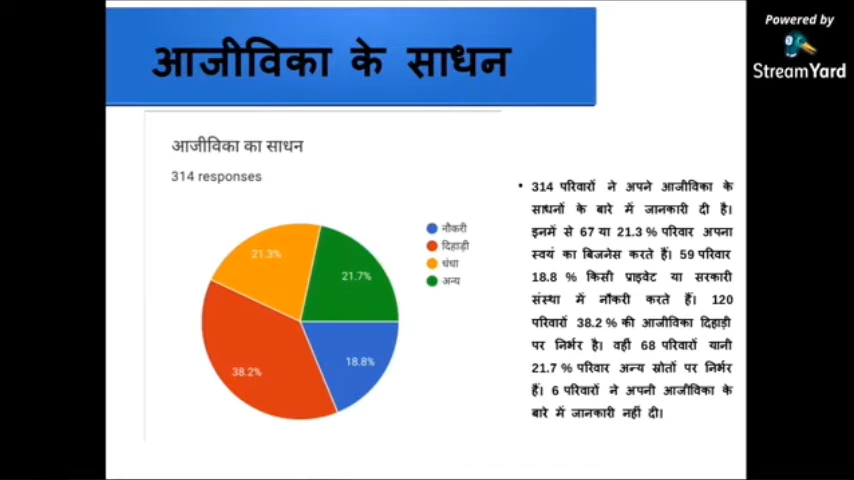 आजीविका के साधन
Powered by
StreamYard
आजीविका का साधन
314 responses
21.3%
21.7%
38.2%
18.8%
नौकरी
दिहाड़ी
धंधा
अन्य
• 314 परिवारों ने अपने आजीविका के
साधनों के बारे में जानकारी दी है।
इनमें से 67 या 21.3 % परिवार अपना
स्वयं का बिजनेस करते हैं। 59 परिवार
18.8 % किसी प्राइवेट या सरकारी
संस्था में नौकरी करते हैं। 120
परिवारों 38.2 % की आजीविका दिहाड़ी
पर निर्भर है। वहीं 68 परिवारों यानी
21.7 % परिवार अन्य स्रोतों पर निर्भर
हैं। 6 परिवारों ने अपनी आजीविका के
बारे में जानकारी नहीं दी।